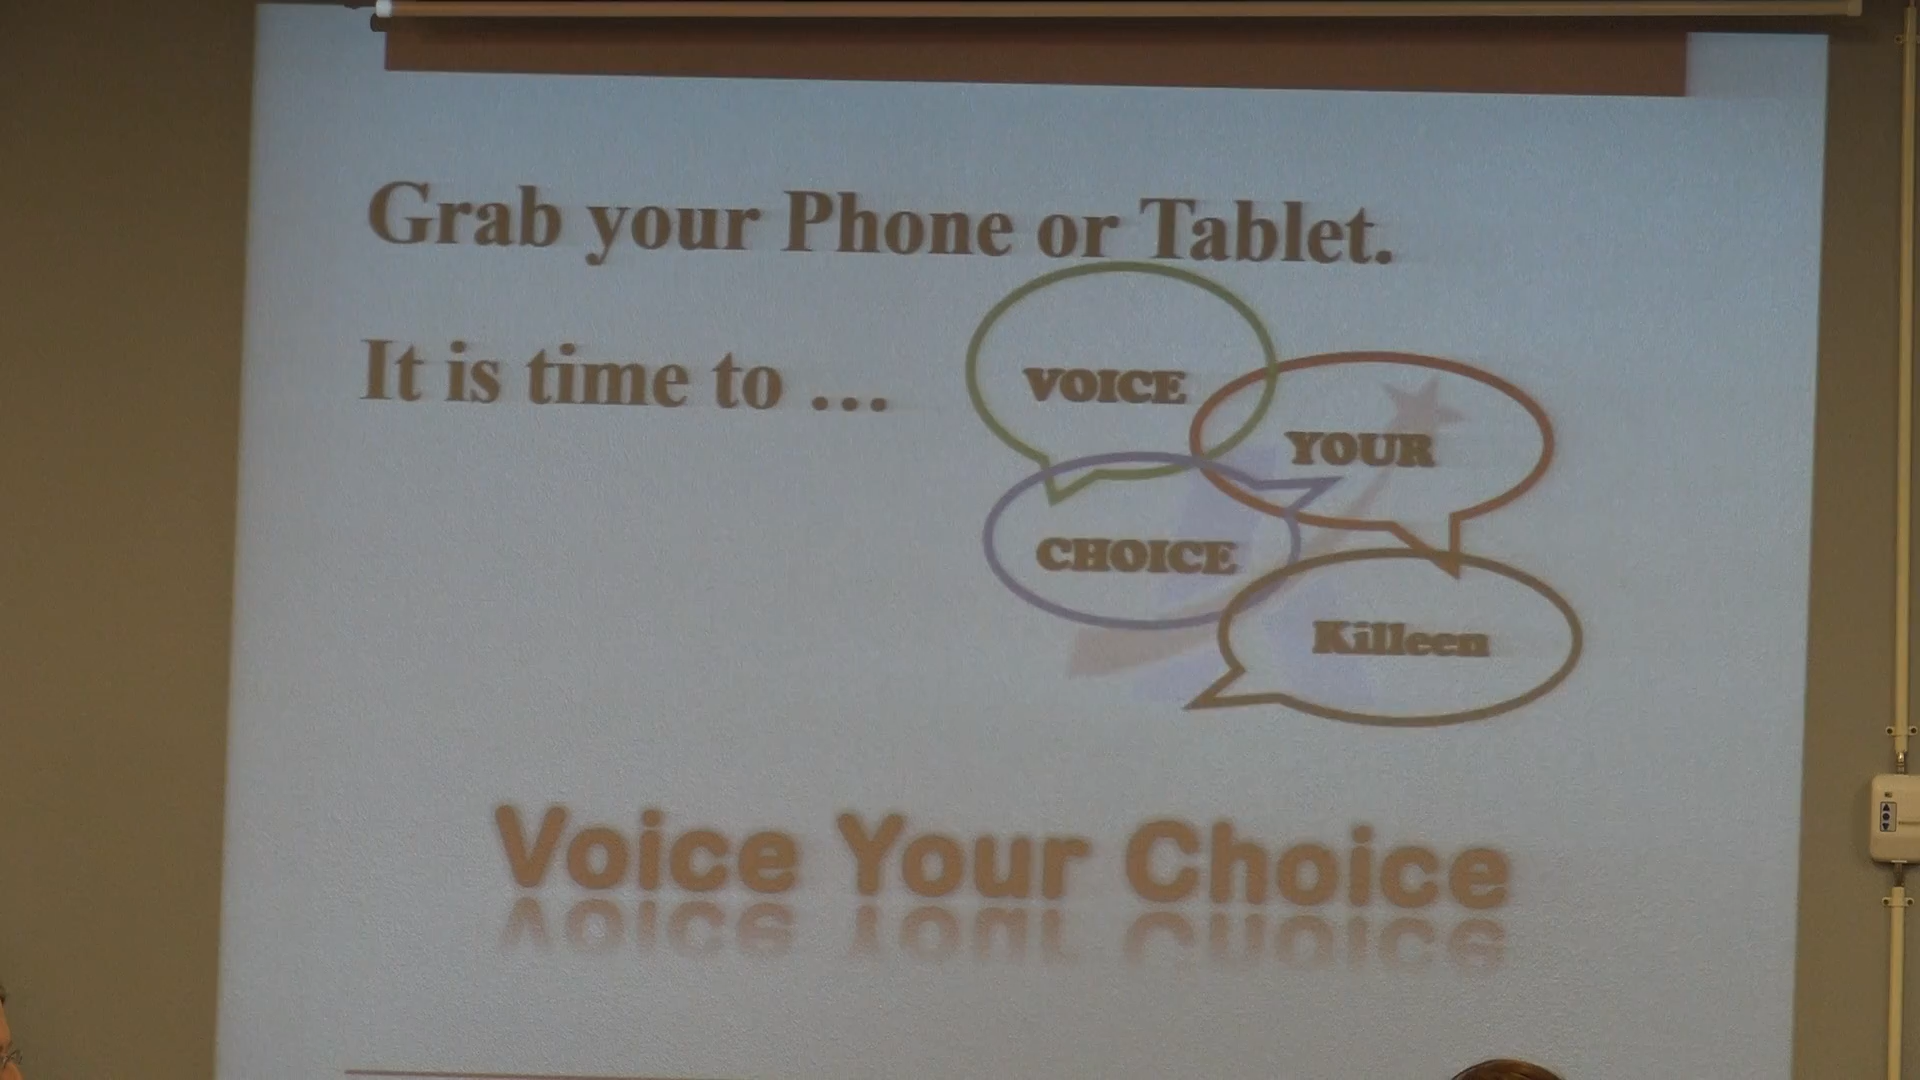 Grab your Phone or Tablet.
It is time to ...
VOICE
YOUR
CHOICE
Killeen
Voice Your Choice